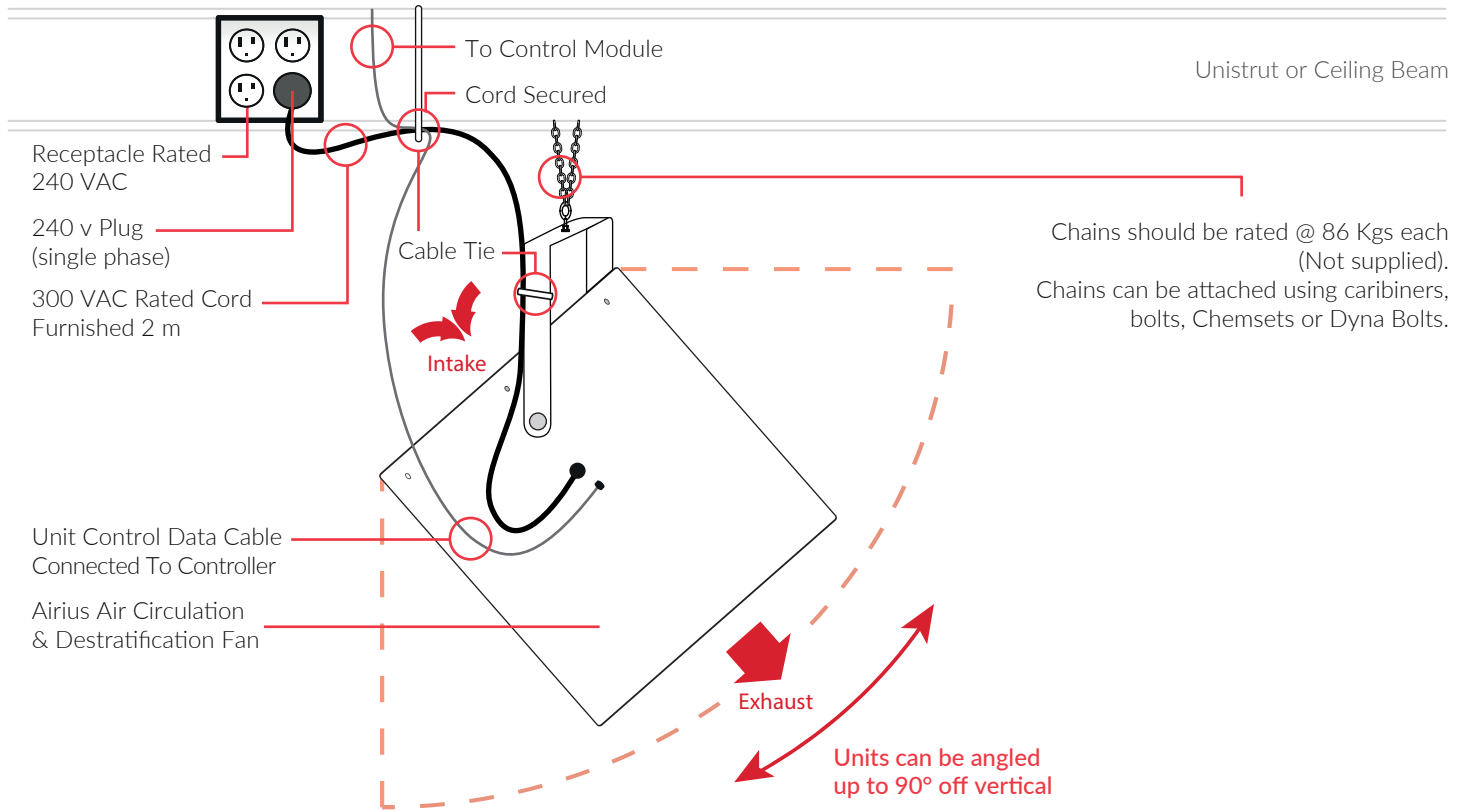 To Control Module
Unistrut or Ceiling Beam
Cord Secured
Receptacle Rated
240 VAC
240 v Plug
(single phase)
300 VAC Rated Cord
Furnished 2 m
Cable Tie
Intake
Chains should be rated @ 86 Kgs each
(Not supplied).
Chains can be attached using caribiners,
bolts, Chemsets or Dyna Bolts.
Unit Control Data Cable
Connected To Controller
Airius Air Circulation
& Destratification Fan
Exhaust
Units can be angled
up to 90° off vertical